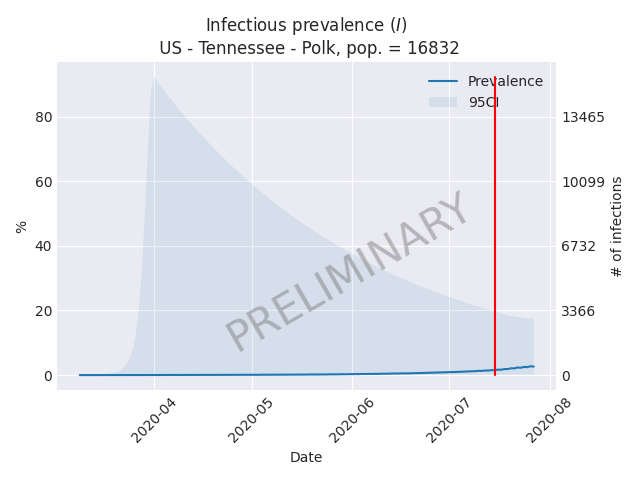 Infectious prevalence (I)
US - Tennessee - Polk, pop. = 16832
Prevalence
95CI
80
60
40
20
0
%
13465
10099
6732
3366
0
# of infections
PRELIMINARY
2020-04
2020-05
2020-06
2020-07
2020-08
Date